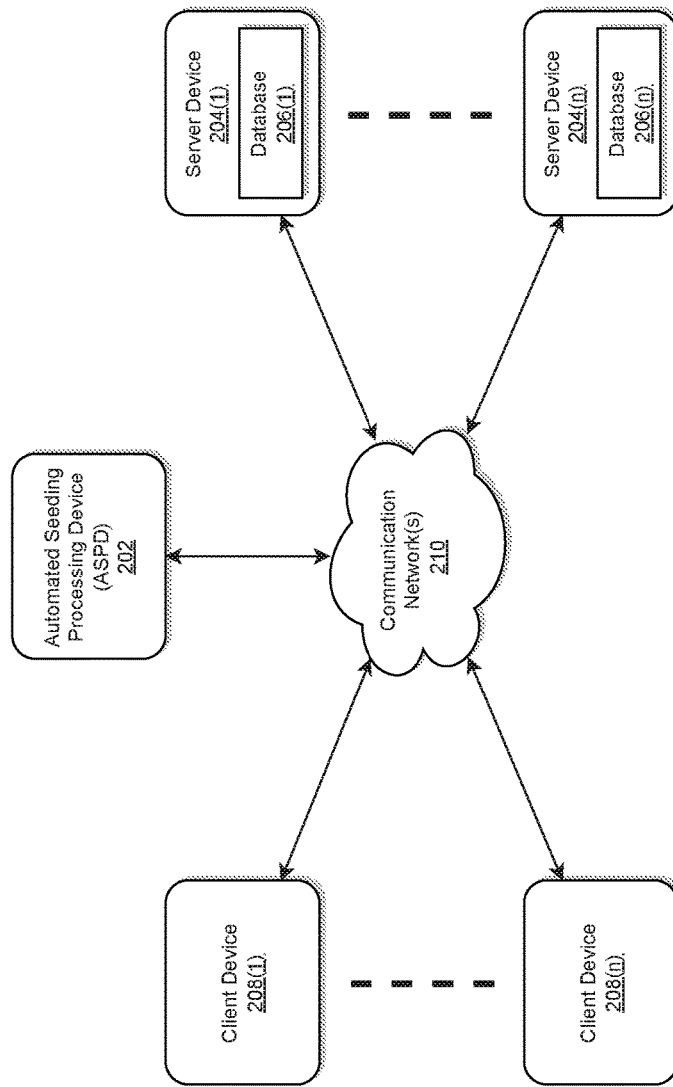 Automated Seeding
Processing Device
(ASPD)
202
Client Device
208(1)
Client Device
208(n)
Communication
Network(s)
210
Server Device
204(1)
Database
206(1)
Server Device
204(n)
Database
206(n)